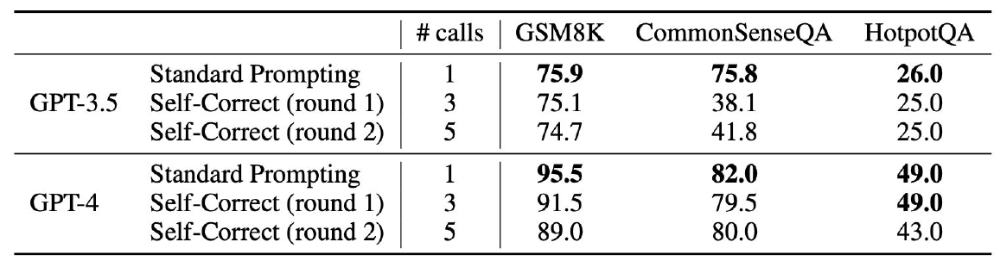 # calls GSM8K CommonSenseQA HotpotQA
Standard Prompting 1 75.9 75.8 26.0
GPT-3.5 Self-Correct (round 1) 3 75.1 38.1 25.0
Self-Correct (round 2) 5 74.7 41.8 25.0
Standard Prompting 1 95.5 82.0 49.0
GPT-4 Self-Correct (round 1) 3 91.5 79.5 49.0
Self-Correct (round 2) 5 89.0 80.0 43.0